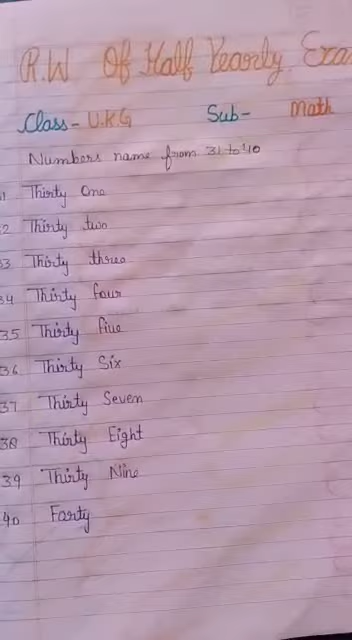 R.W Of Half Yearly Exa
Class - U.K.G Sub- Math
Numbers name from 31 to 40
1 Thirty One
2 Thirty two
33 Thirty three
34 Thirty four
35 Thirty five
36 Thirty Six
37 Thirty Seven
38 Thirty Eight
39 Thirty Nine
40 Forty